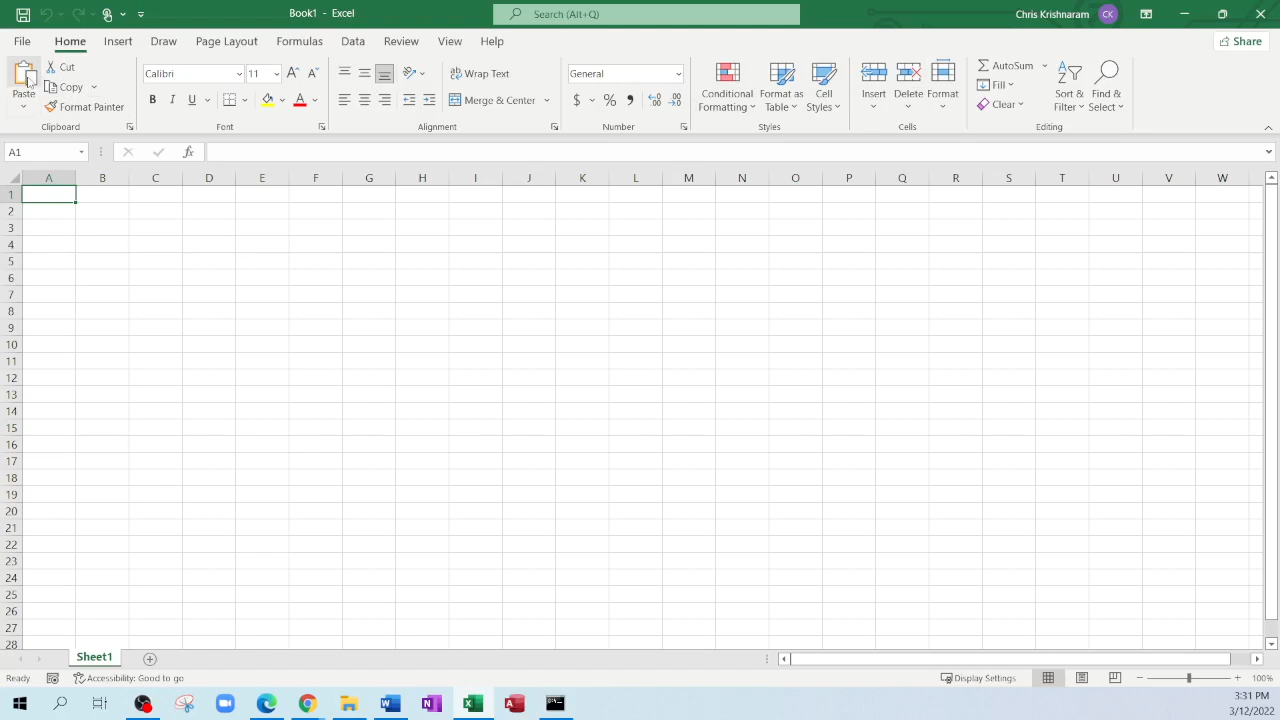 Book1 - Excel
Search (Alt+Q)
Chris Krishnaram
CK
File
Home
Insert
Draw
Page Layout
Formulas
Data
Review
View
Help
Share
Paste
Cut
Copy
Format Painter
Clipboard
Calibri
11
B
I
U
Font
Wrap Text
Merge & Center
Alignment
General
$
%
Number
Conditional
Formatting
Format as
Table
Cell
Styles
Styles
Insert
Delete
Format
Cells
AutoSum
Fill
Clear
Sort &
Filter
Find &
Select
Editing
A1
fx
A B C D E F G H I J K L M N O P Q R S T U V W
1
2
3
4
5
6
7
8
9
10
11
12
13
14
15
16
17
18
19
20
21
22
23
24
25
26
27
28
Sheet1
Ready
Accessibility: Good to go
Display Settings
100%
3:31 PM
3/12/2022